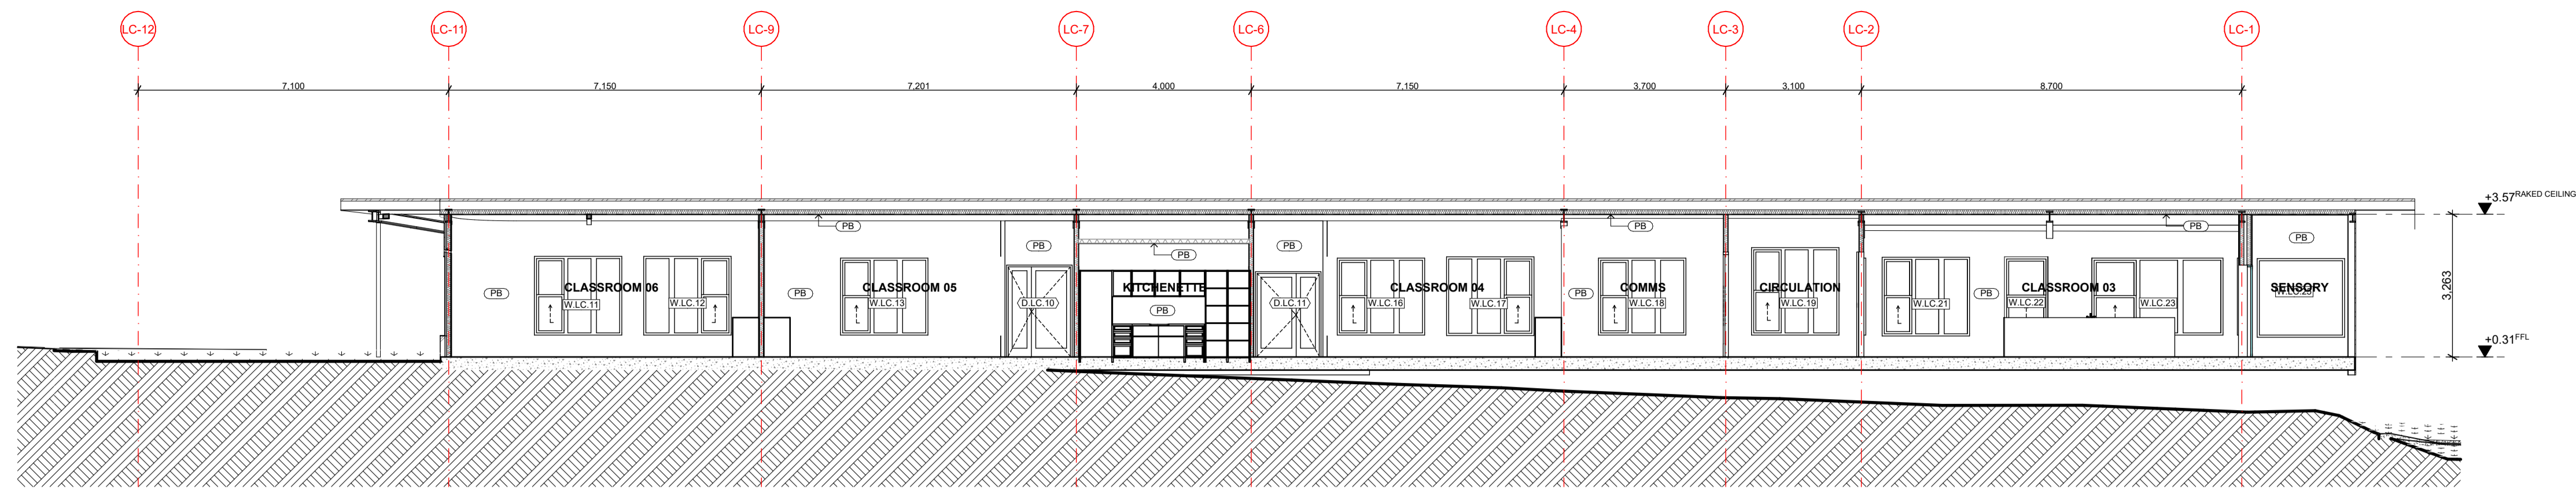 LC-12 LC-11 LC-9 LC-7 LC-6 LC-4 LC-3 LC-2 LC-1
7,100 7,150 7,201 4,000 7,150 3,700 3,100 8,700
+3.57 RAKED CEILING
PB PB PB
PB PB PB
PB
CLASSROOM 06 CLASSROOM 05 KITCHENETTE CLASSROOM 04 COMMS CIRCULATION CLASSROOM 03 SENSORY
3,263
PB PB PB PB
W.LC.11 W.LC.12 W.LC.13 D.LC.10 D.LC.11 W.LC.16 W.LC.17 W.LC.18 W.LC.19 W.LC.21 W.LC.22 W.LC.23
PB
+0.31 FFL